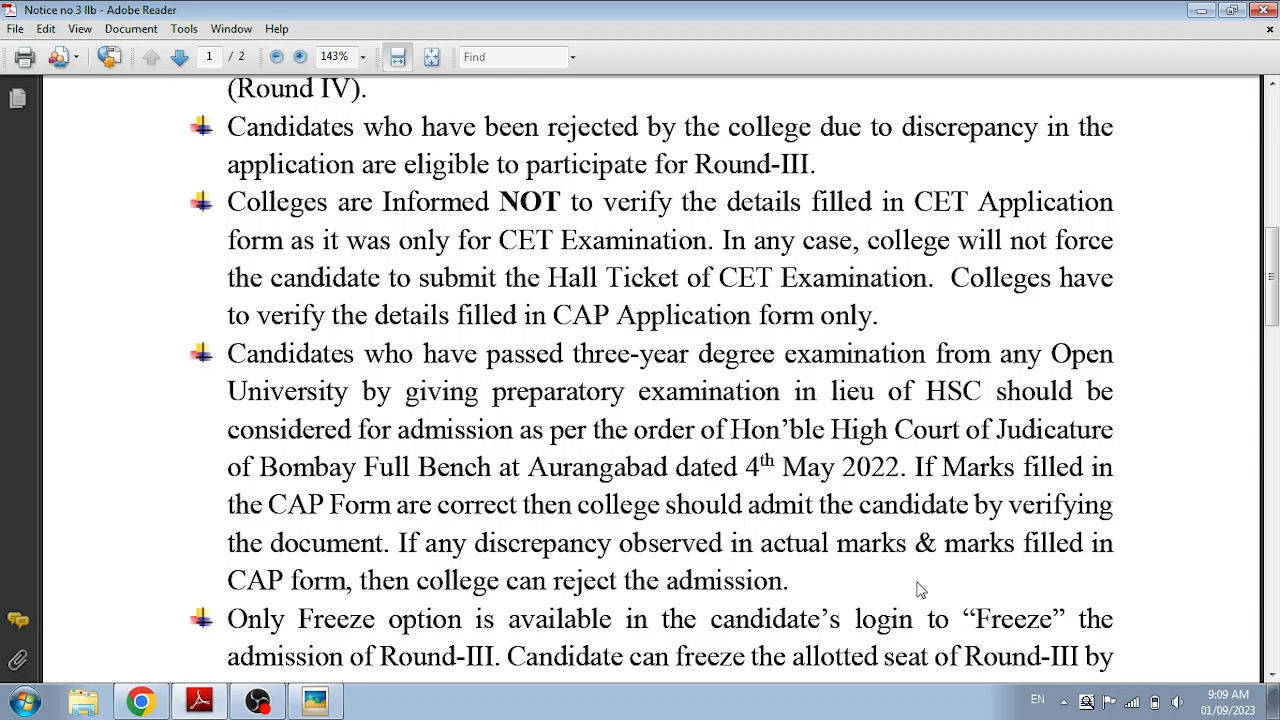 Notice no 3 llb - Adobe Reader
File Edit View Document Tools Window Help
1 / 2 143% Find
(Round IV).
Candidates who have been rejected by the college due to discrepancy in the
application are eligible to participate for Round-III.
Colleges are Informed NOT to verify the details filled in CET Application
form as it was only for CET Examination. In any case, college will not force
the candidate to submit the Hall Ticket of CET Examination. Colleges have
to verify the details filled in CAP Application form only.
Candidates who have passed three-year degree examination from any Open
University by giving preparatory examination in lieu of HSC should be
considered for admission as per the order of Hon’ble High Court of Judicature
of Bombay Full Bench at Aurangabad dated 4th May 2022. If Marks filled in
the CAP Form are correct then college should admit the candidate by verifying
the document. If any discrepancy observed in actual marks & marks filled in
CAP form, then college can reject the admission.
Only Freeze option is available in the candidate’s login to “Freeze” the
admission of Round-III. Candidate can freeze the allotted seat of Round-III by
EN
9:09 AM
01/09/2023